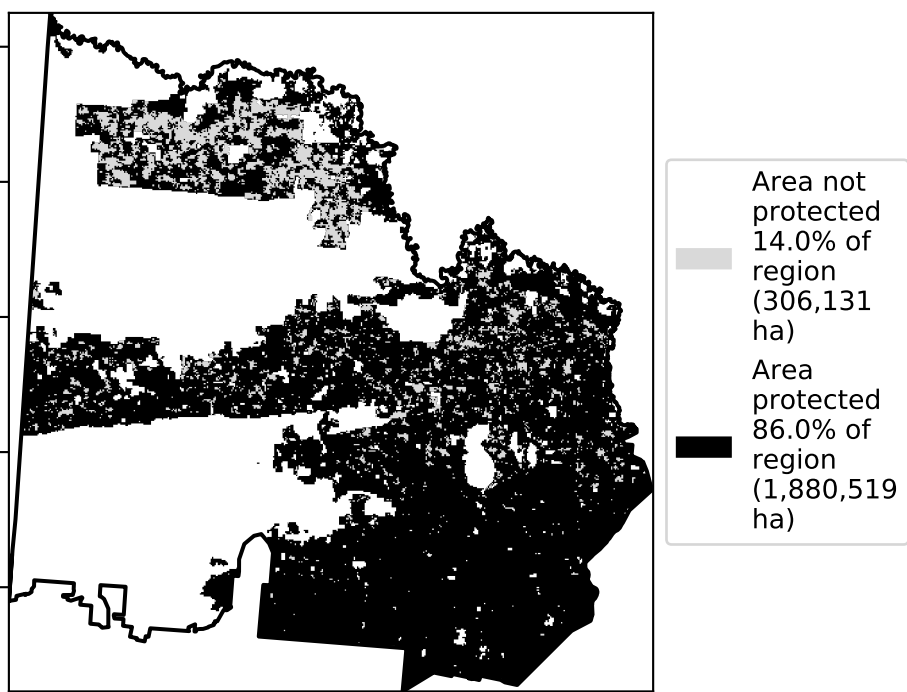 Area not
protected
14.0% of
region
(306,131
ha)
Area
protected
86.0% of
region
(1,880,519
ha)